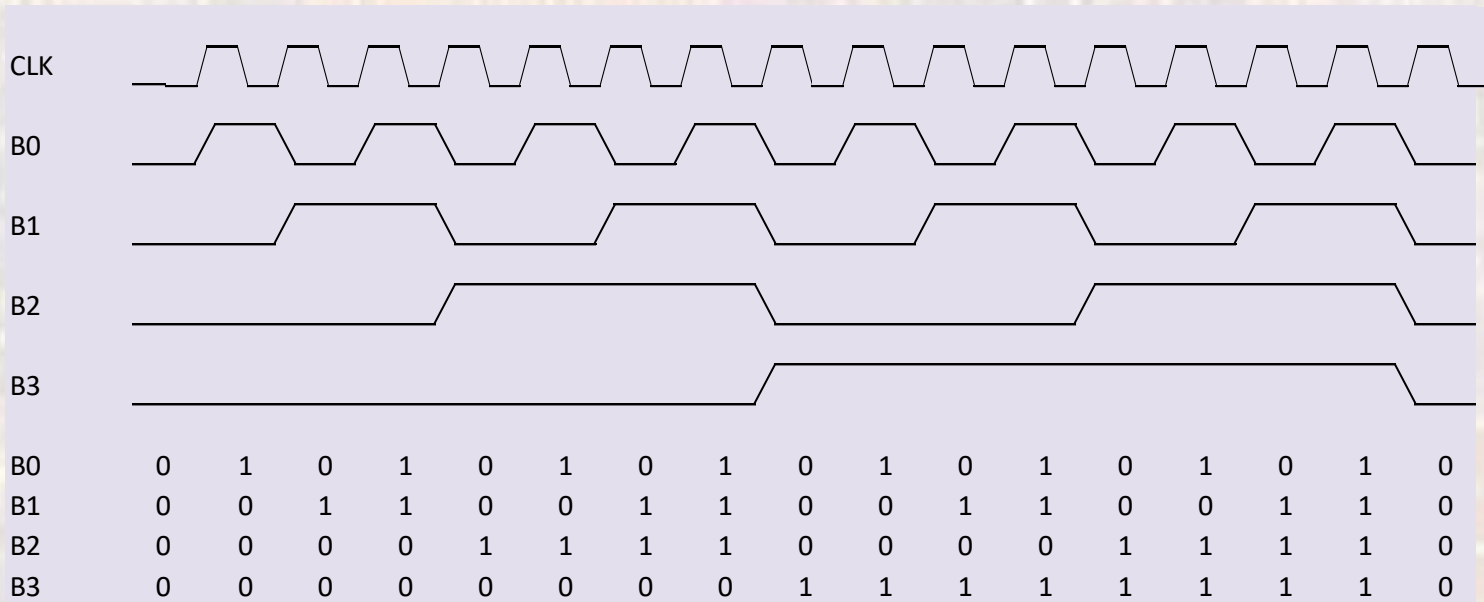 CLK
B0
B1
B2
B3
B0 0 1 0 1 0 1 0 1 0 1 0 1 0 1 0 1 0
B1 0 0 1 1 0 0 1 1 0 0 1 1 0 0 1 1 0
B2 0 0 0 0 1 1 1 1 0 0 0 0 1 1 1 1 0
B3 0 0 0 0 0 0 0 0 1 1 1 1 1 1 1 1 0